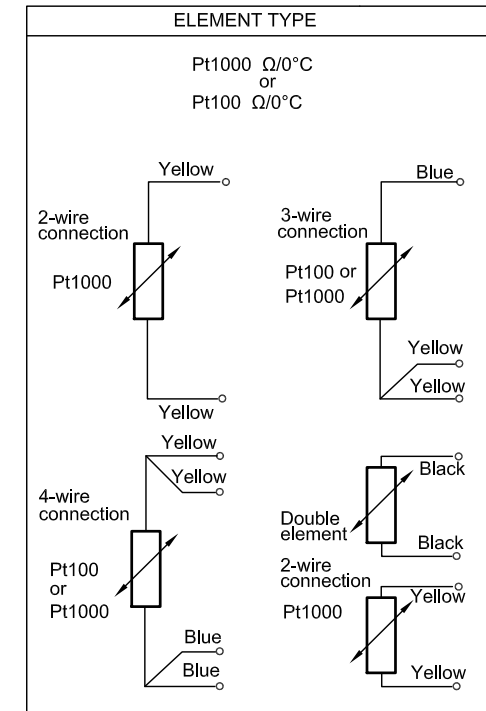 ELEMENT TYPE
Pt1000 Ω/0°C
or
Pt100 Ω/0°C
Yellow
2-wire
connection
Pt1000
Yellow
Blue
3-wire
connection
Pt100 or
Pt1000
Yellow
Yellow
Yellow
Yellow
4-wire
connection
Pt100
or
Pt1000
Blue
Blue
Black
Double
element
Black
2-wire
connection
Yellow
Pt1000
Yellow